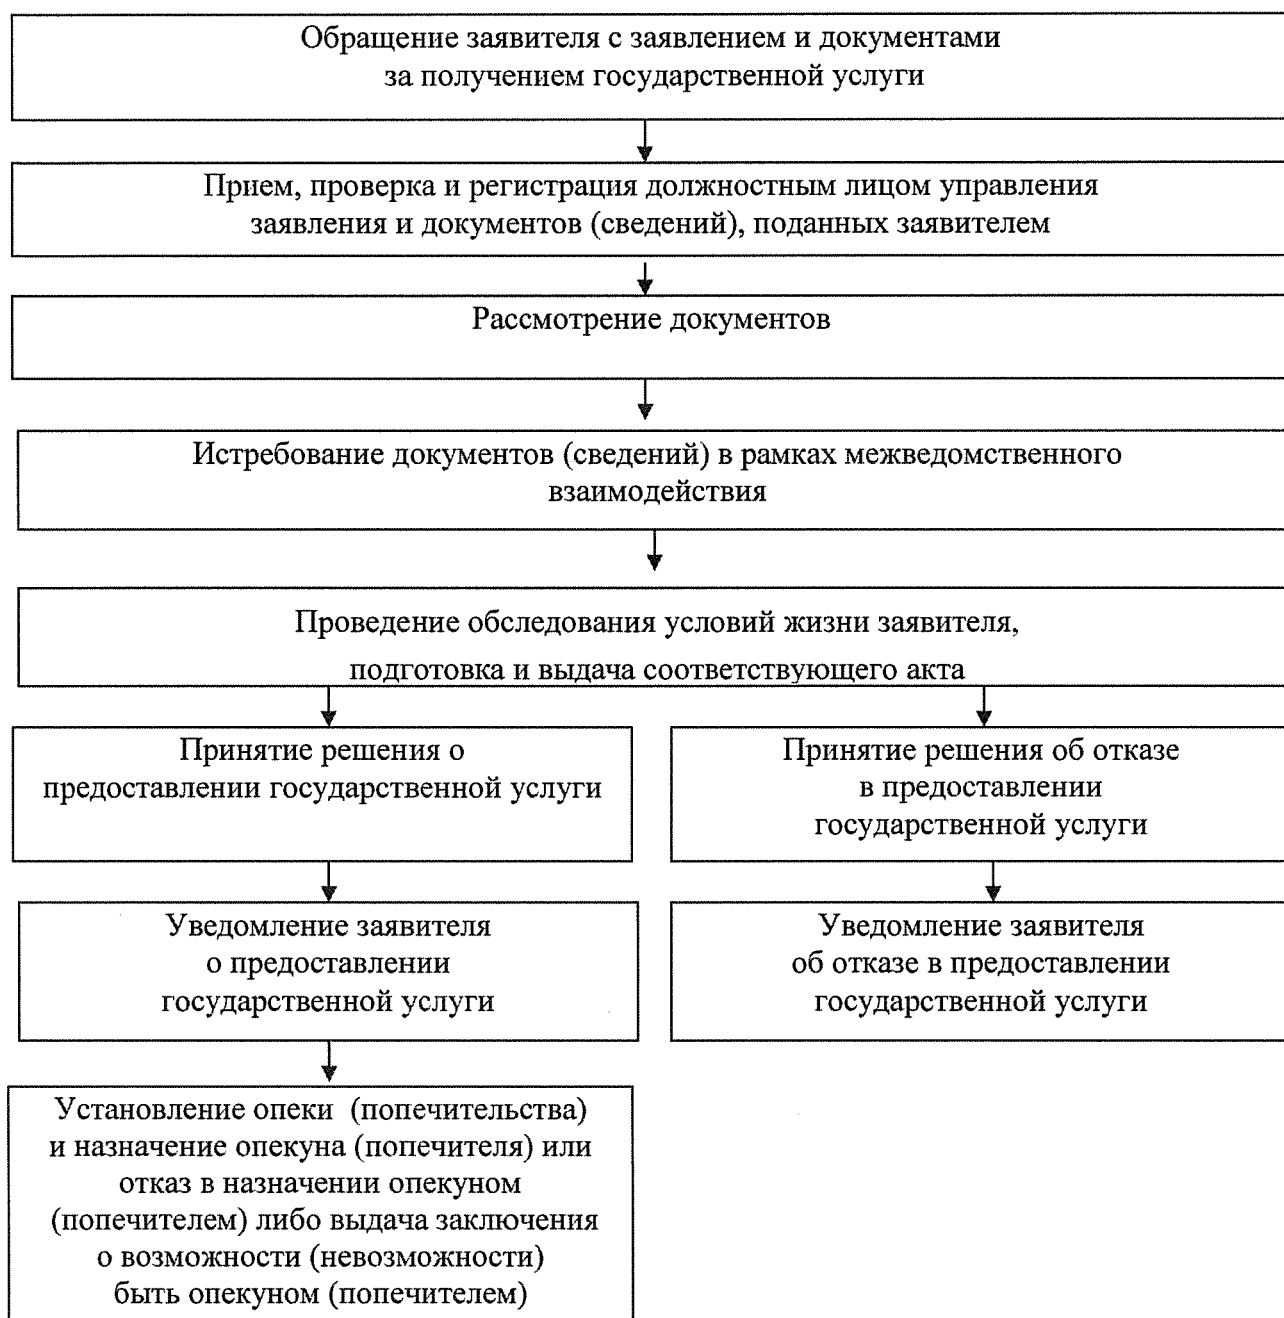 Обращение заявителя с заявлением и документами
за получением государственной услуги
Прием, проверка и регистрация должностным лицом управления
заявления и документов (сведений), поданных заявителем
Рассмотрение документов
Истребование документов (сведений) в рамках межведомственного
взаимодействия
Проведение обследования условий жизни заявителя,
подготовка и выдача соответствующего акта
Принятие решения о
предоставлении государственной услуги
Принятие решения об отказе
в предоставлении
государственной услуги
Уведомление заявителя
о предоставлении
государственной услуги
Уведомление заявителя
об отказе в предоставлении
государственной услуги
Установление опеки (попечительства)
и назначение опекуна (попечителя) или
отказ в назначении опекуном
(попечителем) либо выдача заключения
о возможности (невозможности)
быть опекуном (попечителем)